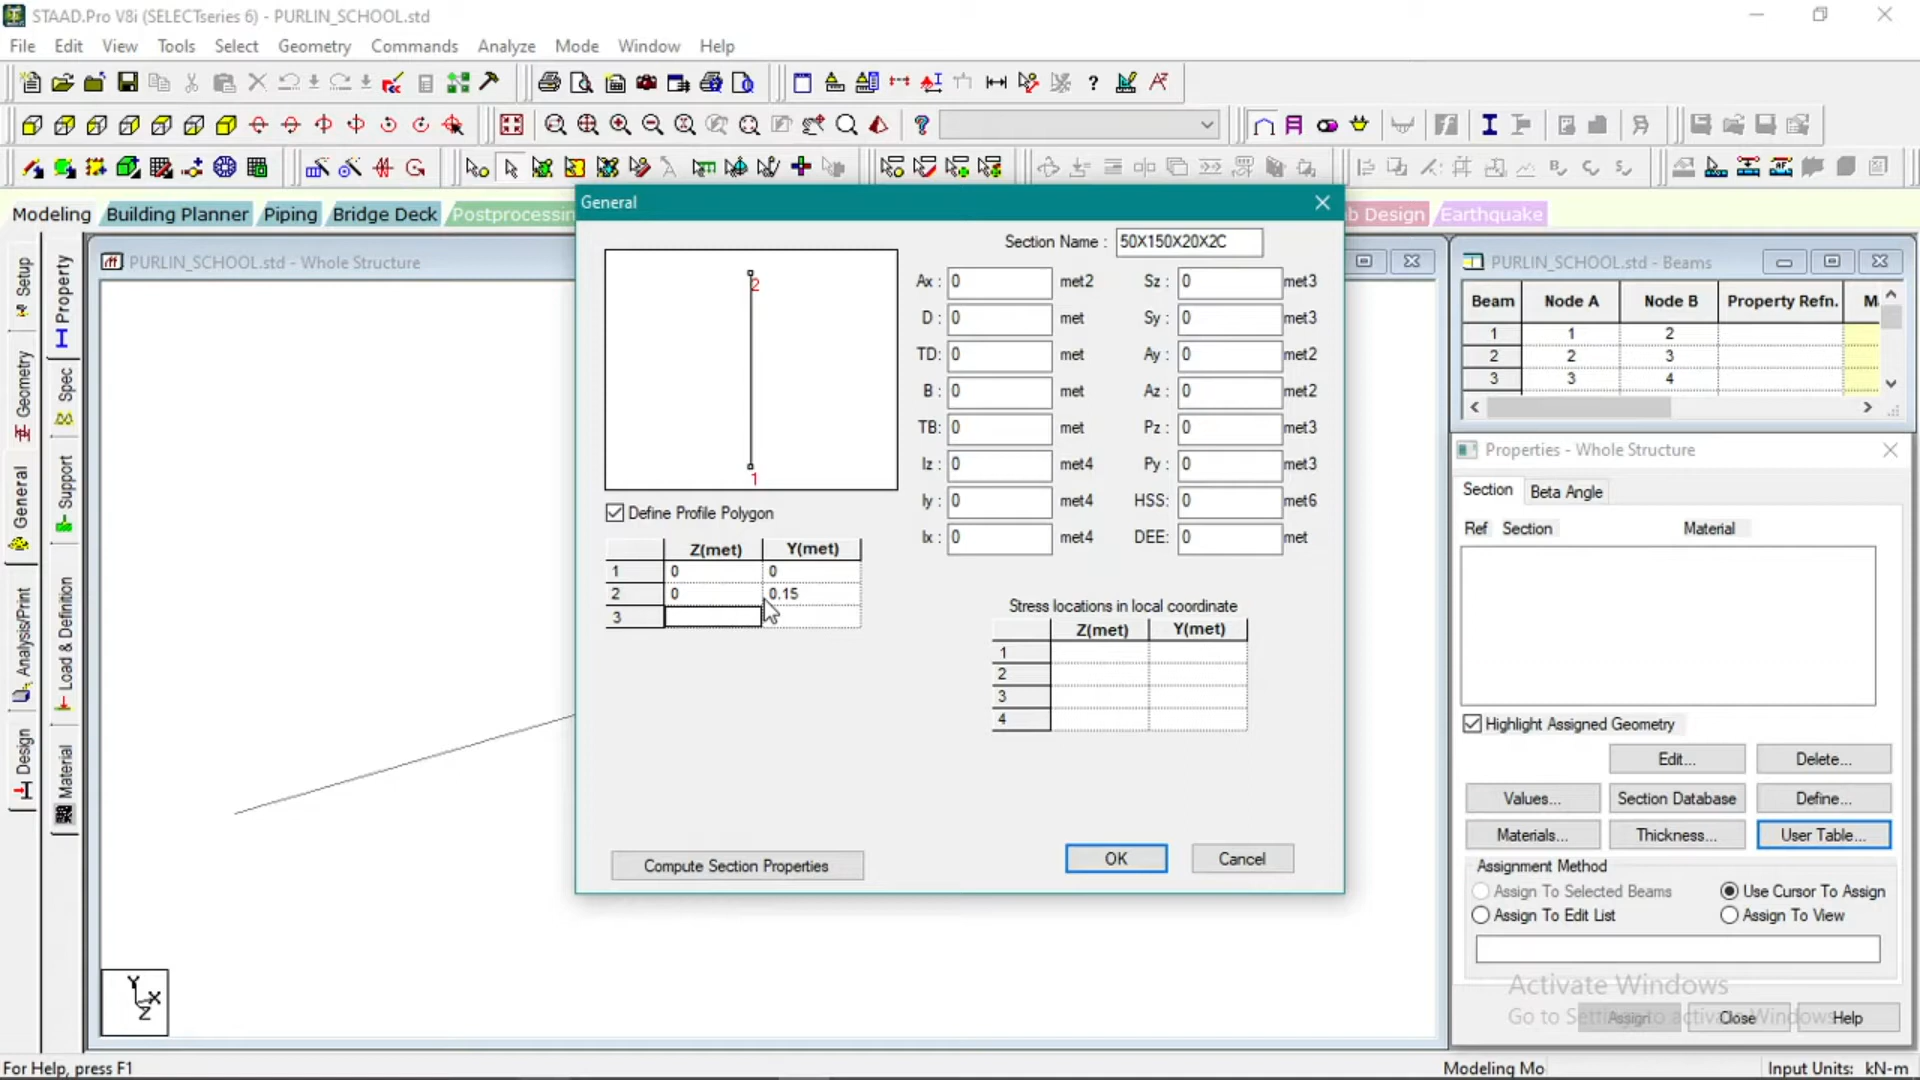 STAAD.Pro V8i (SELECTseries 6) - PURLIN_SCHOOL.std
File Edit View Tools Select Geometry Commands Analyze Mode Window Help
Modeling Building Planner Piping Bridge Deck Postprocessin b Design Earthquake
PURLIN_SCHOOL.std - Whole Structure
Setup
Geometry
General
Analysis/Print
Design
Property
Spec
Support
Load & Definition
Material
General
2
1
Section Name : 50X150X20X2C
Ax : 0 met2 Sz : 0 met3
D : 0 met Sy : 0 met3
TD: 0 met Ay : 0 met2
B : 0 met Az : 0 met2
TB: 0 met Pz : 0 met3
Iz : 0 met4 Py : 0 met3
Iy : 0 met4 HSS: 0 met6
Ix : 0 met4 DEE: 0 met
Define Profile Polygon
Z(met) Y(met)
1 0 0
2 0 0.15
3
Stress locations in local coordinate
Z(met) Y(met)
1
2
3
4
Compute Section Properties OK Cancel
PURLIN_SCHOOL.std - Beams
Beam Node A Node B Property Refn. M
1 1 2
2 2 3
3 3 4
Properties - Whole Structure
Section Beta Angle
Ref Section Material
Highlight Assigned Geometry
Edit... Delete...
Values... Section Database Define...
Materials... Thickness... User Table...
Assignment Method
Assign To Selected Beams Use Cursor To Assign
Assign To Edit List Assign To View
Activate Windows
Go to Settings to activate Windows.
Assign Close Help
Y
X
Z
For Help, press F1 Modeling Mo Input Units: kN-m